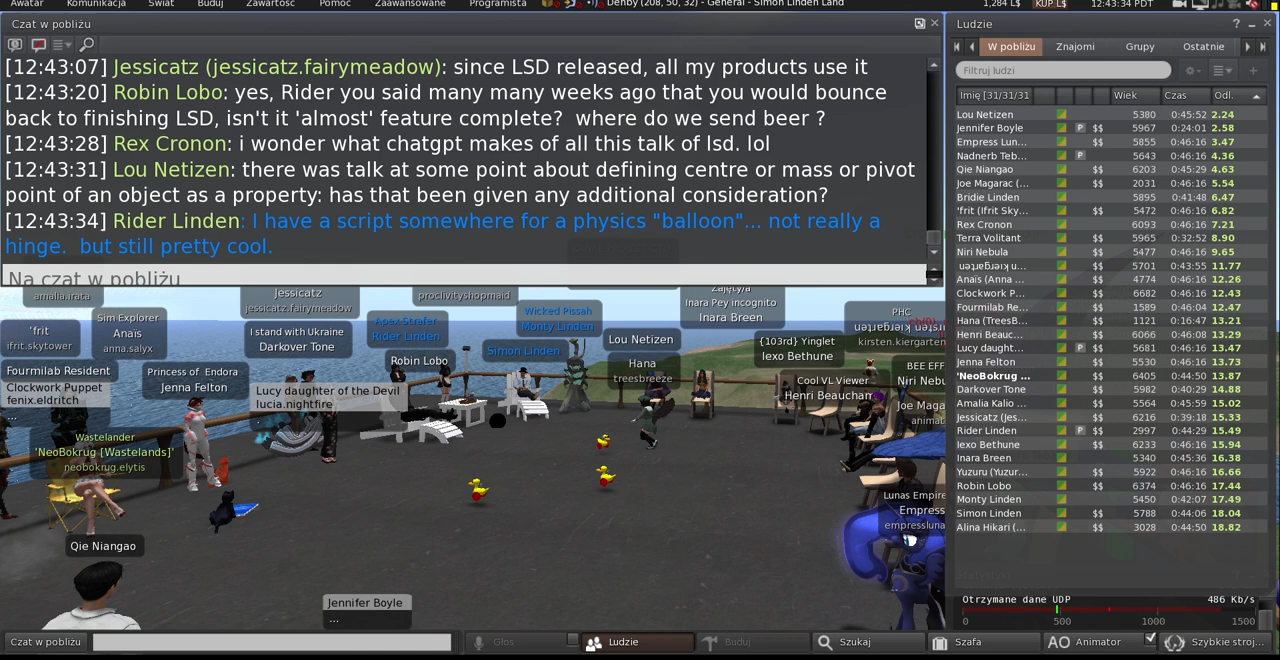 Awatar Komunikacja Świat Buduj Zawartość Pomoc Zaawansowane Programista Denby (208, 50, 32) - General - Simon Linden Land 1,284 L$ KUP L$ 12:43:34 PDT
Czat w pobliżu
[12:43:07] Jessicatz (jessicatz.fairymeadow): since LSD released, all my products use it
[12:43:20] Robin Lobo: yes, Rider you said many many weeks ago that you would bounce
back to finishing LSD, isn't it 'almost' feature complete?  where do we send beer ?
[12:43:28] Rex Cronon: i wonder what chatgpt makes of all this talk of lsd. lol
[12:43:31] Lou Netizen: there was talk at some point about defining centre or mass or pivot
point of an object as a property: has that been given any additional consideration?
[12:43:34] Rider Linden: I have a script somewhere for a physics "balloon"... not really a
hinge.  but still pretty cool.
Na czat w pobliżu
amalia.irata
Jessicatz
jessicatz.fairymeadow
proclivityshopmaid
Zajęty/a
Inara Pey incognito
Inara Breen
'frit
ifrit.skytower
Sim Explorer
Anaïs
anna.salyx
I stand with Ukraine
Darkover Tone
Apex Strafer
Rider Linden
Wicked Pissah
Monty Linden
Simon Linden
Lou Netizen
PHC
kirsten.kiergarten
{103rd} Yinglet
Iexo Bethune
Robin Lobo
Hana
treesbreeze
Fourmilab Resident
Clockwork Puppet
fenix.eldritch
...
Princess of  Endora
Jenna Felton
Lucy daughter of the Devil
lucia.nightfire
Cool VL Viewer
Henri Beaucham
BEE EFF
Niri Nebu
Joe Maga
animat
Wastelander
'NeoBokrug [Wastelands]'
neobokrug.elytis
Lunas Empire
Empress
empressluna
Qie Niangao
Jennifer Boyle
...
Ludzie
W pobliżu Znajomi Grupy Ostatnie
Filtruj ludzi
Imię [31/31/31 Wiek Czas Odl.
Lou Netizen 5380 0:45:52 2.24
Jennifer Boyle P $$ 5967 0:24:01 2.58
Empress Lun... $$ 5855 0:46:16 3.47
Nadnerb Teb... P 5643 0:46:16 4.36
Qie Niangao $$ 6203 0:45:29 4.63
Joe Magarac (... $$ 2031 0:46:16 5.54
Bridie Linden 5895 0:41:48 6.47
'frit (Ifrit Sky... $$ 5472 0:46:16 6.82
Rex Cronon 6093 0:46:16 7.21
Terra Volitant $$ 5965 0:32:52 8.90
Niri Nebula $$ 5477 0:46:16 9.65
$$ 5701 0:43:55 11.77
Anaïs (Anna ... $$ 4774 0:46:16 12.26
Clockwork P... $$ 6682 0:46:16 12.43
Fourmilab Re... $$ 1589 0:46:04 12.47
Hana (TreesB... $$ 1121 0:16:47 13.21
Henri Beauc... $$ 6066 0:46:08 13.29
Lucy daught... P $$ 5681 0:46:16 13.47
Jenna Felton $$ 5530 0:46:16 13.73
'NeoBokrug ... $$ 6405 0:44:50 13.87
Darkover Tone $$ 5982 0:40:29 14.88
Amalia Kalio ... $$ 5564 0:45:59 15.02
Jessicatz (Jes... $$ 6216 0:39:18 15.33
Rider Linden P $$ 2997 0:44:29 15.49
Iexo Bethune $$ 6233 0:46:16 15.94
Inara Breen 5340 0:45:36 16.38
Yuzuru (Yuzur... $$ 5922 0:46:16 16.66
Robin Lobo $$ 6374 0:46:16 17.44
Monty Linden 5450 0:42:07 17.49
Simon Linden $$ 5788 0:44:06 18.04
Alina Hikari (... $$ 3028 0:44:50 18.82
Otrzymane dane UDP 486 Kb/s
0 500 1000 1500
Czat w pobliżu Głos Ludzie Buduj Szukaj Szafa AO Animator Szybkie stroj...